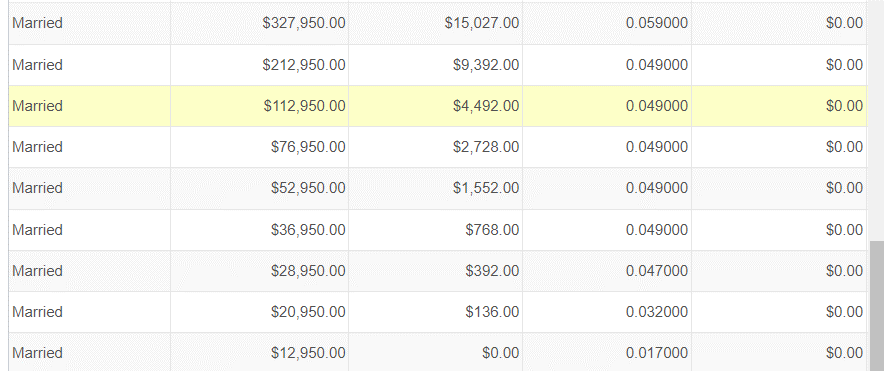 Married $327,950.00 $15,027.00 0.059000 $0.00
Married $212,950.00 $9,392.00 0.049000 $0.00
Married $112,950.00 $4,492.00 0.049000 $0.00
Married $76,950.00 $2,728.00 0.049000 $0.00
Married $52,950.00 $1,552.00 0.049000 $0.00
Married $36,950.00 $768.00 0.049000 $0.00
Married $28,950.00 $392.00 0.047000 $0.00
Married $20,950.00 $136.00 0.032000 $0.00
Married $12,950.00 $0.00 0.017000 $0.00